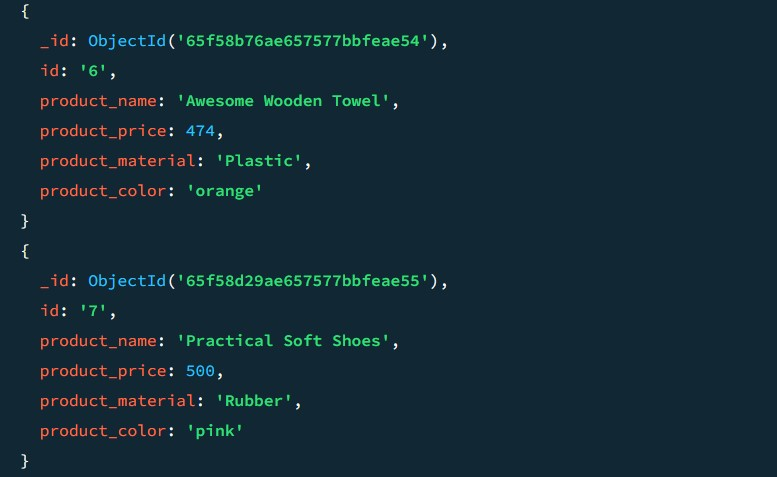 {
_id: ObjectId('65f58b76ae657577bbfeae54'),
id: '6',
product_name: 'Awesome Wooden Towel',
product_price: 474,
product_material: 'Plastic',
product_color: 'orange'
}
{
_id: ObjectId('65f58d29ae657577bbfeae55'),
id: '7',
product_name: 'Practical Soft Shoes',
product_price: 500,
product_material: 'Rubber',
product_color: 'pink'
}